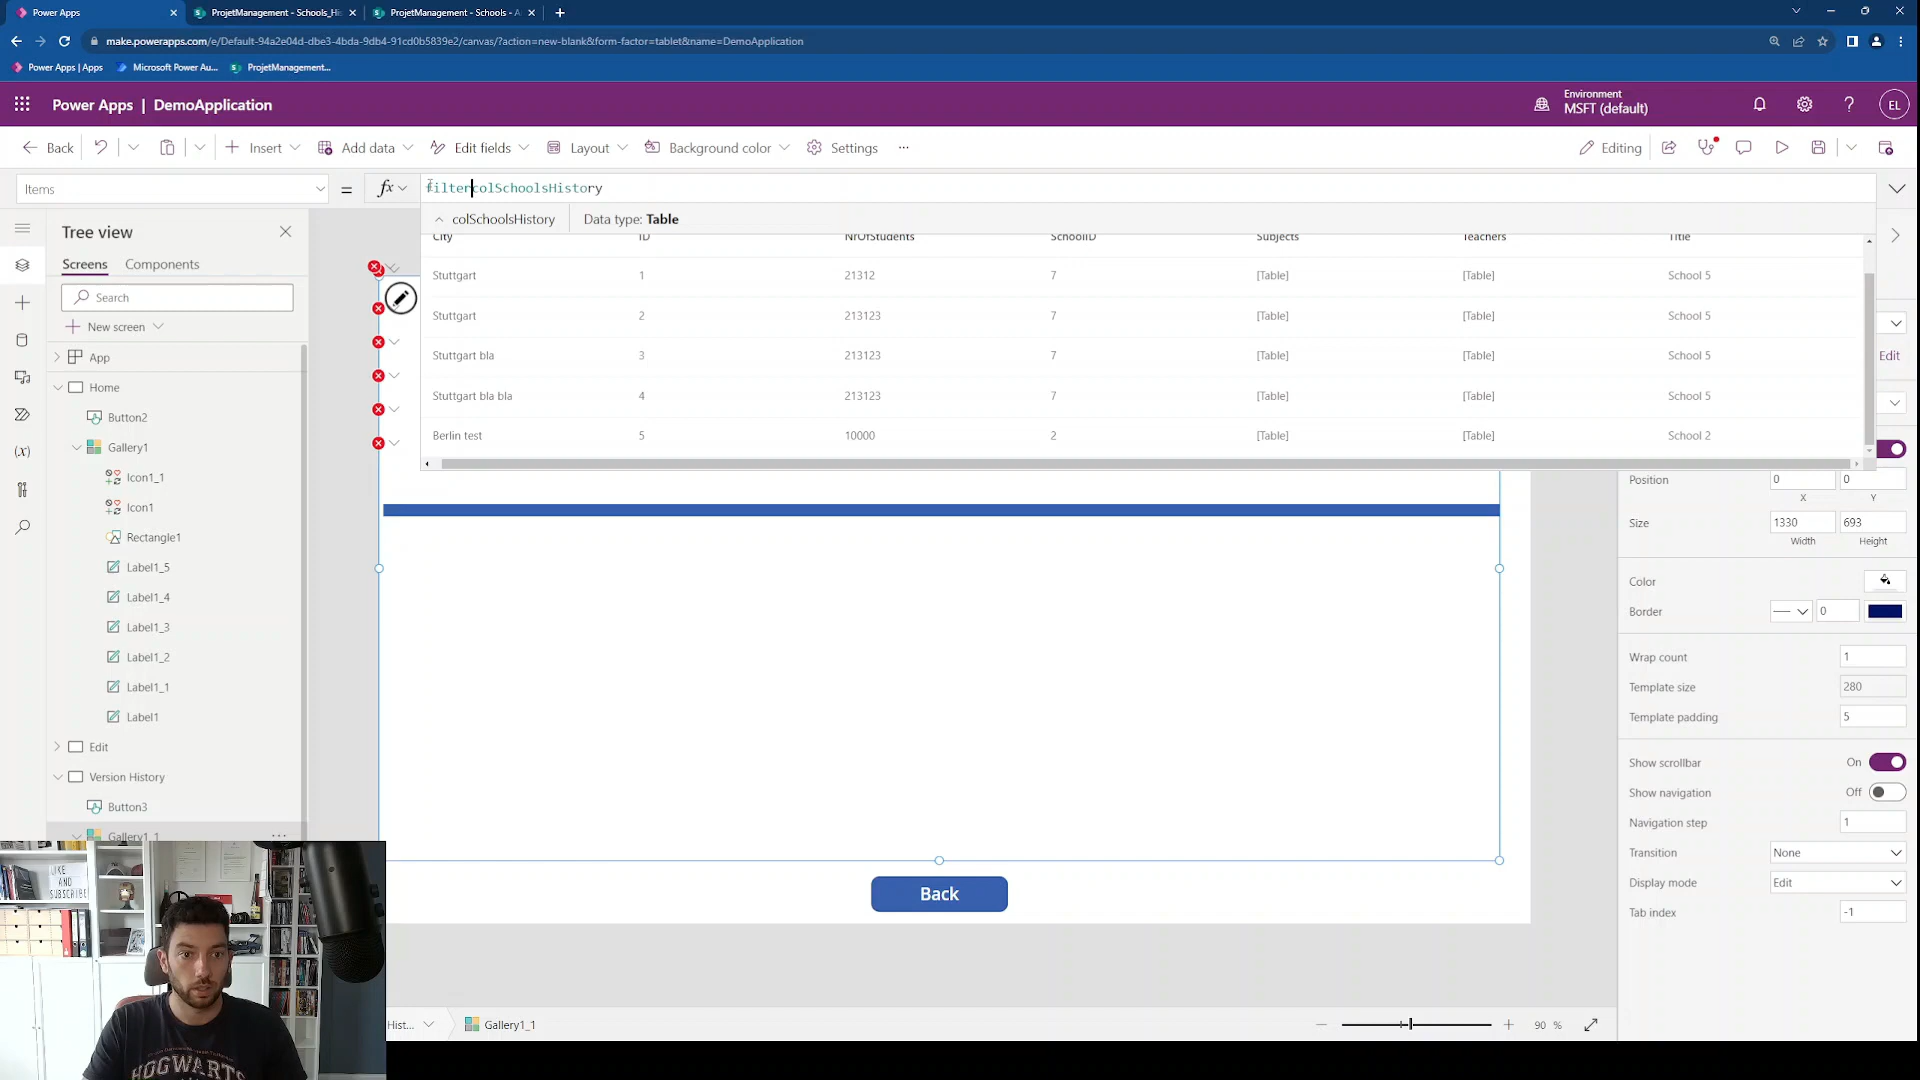 Power Apps
ProjetManagement - Schools_Hi
ProjetManagement - Schools - A
make.powerapps.com/e/Default-94a2e04d-dbe3-4bda-9db4-91cd0b5839e2/canvas/?action=new-blank&form-factor=tablet&name=DemoApplication
Power Apps | Apps
Microsoft Power Au...
ProjetManagement...
Power Apps | DemoApplication
Environment
MSFT (default)
EL
Back
Insert
Add data
Edit fields
Layout
Background color
Settings
...
Editing
Items
=
fx
filtercolSchoolsHistory
colSchoolsHistory
Data type: Table
City ID NrOfStudents SchoolID Subjects Teachers Title
Stuttgart 1 21312 7 [Table] [Table] School 5
Stuttgart 2 213123 7 [Table] [Table] School 5
Stuttgart bla 3 213123 7 [Table] [Table] School 5
Stuttgart bla bla 4 213123 7 [Table] [Table] School 5
Berlin test 5 10000 2 [Table] [Table] School 2
Tree view
Screens
Components
Search
New screen
App
Home
Button2
Gallery1
Icon1_1
Icon1
Rectangle1
Label1_5
Label1_4
Label1_3
Label1_2
Label1_1
Label1
Edit
Version History
Button3
Gallery1_1
Edit
Position 0 0
X Y
Size 1330 693
Width Height
Color
Border 0
Wrap count 1
Template size 280
Template padding 5
Show scrollbar On
Show navigation Off
Navigation step 1
Transition None
Display mode Edit
Tab index -1
Back
Hist...
Gallery1_1
90 %
LIKE
AND
SUBSCRIBE
HOGWARTS